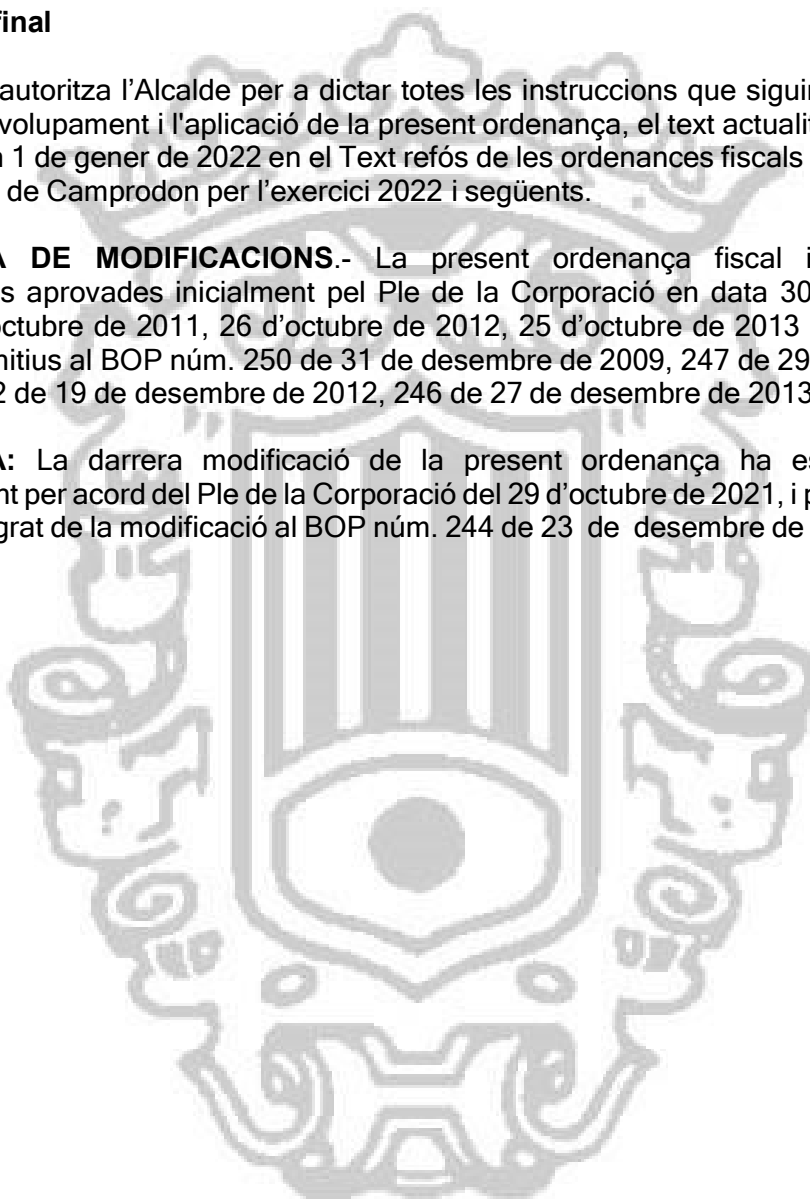 final
autoritza l’Alcalde per a dictar totes les instruccions que
volupament i l'aplicació de la present ordenança, el text
1 de gener de 2022 en el Text refós de les ordenances fiscals
de Camprodon per l’exercici 2022 i següents.
A DE MODIFICACIONS.- La present ordenança fiscal
s aprovades inicialment pel Ple de la Corporació en data 30
octubre de 2011, 26 d’octubre de 2012, 25 d’octubre de 2013
nitius al BOP núm. 250 de 31 de desembre de 2009, 247 de 29
2 de 19 de desembre de 2012, 246 de 27 de desembre de 2013
A: La darrera modificació de la present ordenança ha
nt per acord del Ple de la Corporació del 29 d’octubre de 2021, i
grat de la modificació al BOP núm. 244 de 23 de desembre de